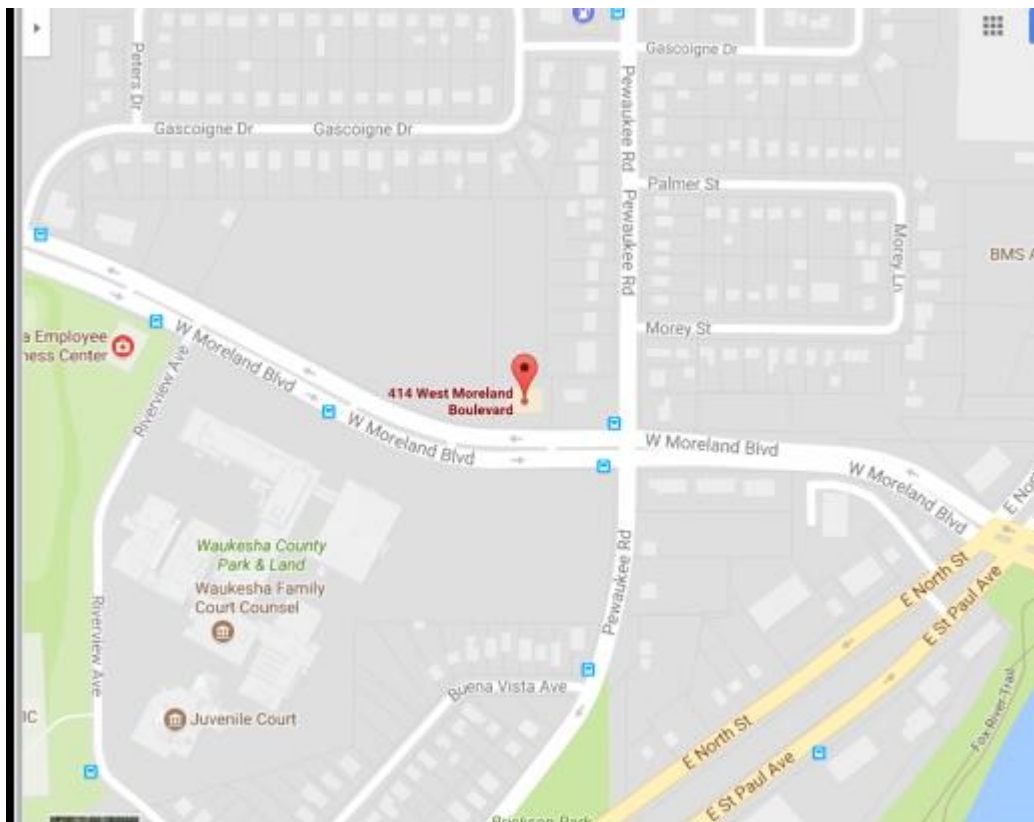 Gascoigne Dr
Peters Dr
Pewaukee Rd
Gascoigne Dr
Gascoigne Dr
Palmer St
Pewaukee Rd
Morey Ln
BMS A
Morey St
a Employee
ness Center
W Moreland Blvd
Riverview Ave
414 West Moreland
Boulevard
W Moreland Blvd
W Moreland Blvd
W Moreland Blvd
E Nor
Waukesha County
Park & Land
Waukesha Family
Court Counsel
Pewaukee Rd
E North St
E St Paul Ave
Riverview Ave
Buena Vista Ave
IC
Juvenile Court
Fox River Trail
E North St
E St Paul Ave